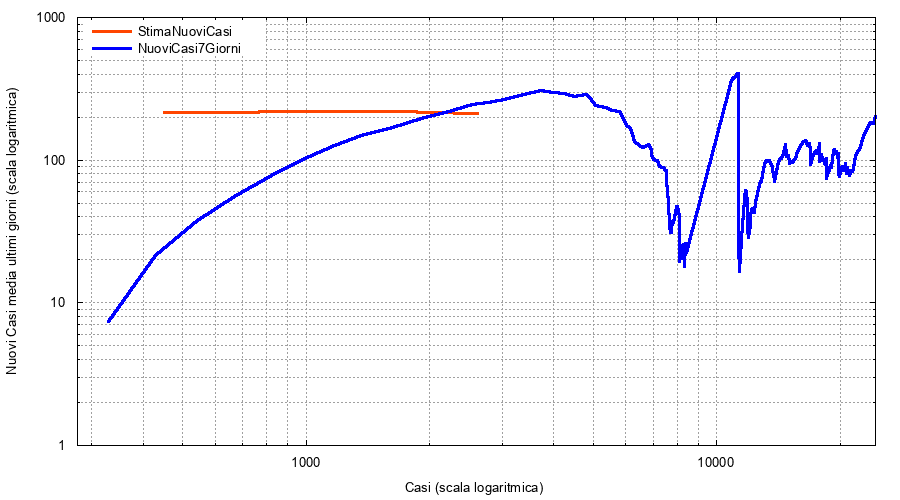 1000
StimaNuoviCasi
NuoviCasi7Giorni
100
10
1
Nuovi Casi media ultimi giorni (scala logaritmica)
1000
10000
Casi (scala logaritmica)